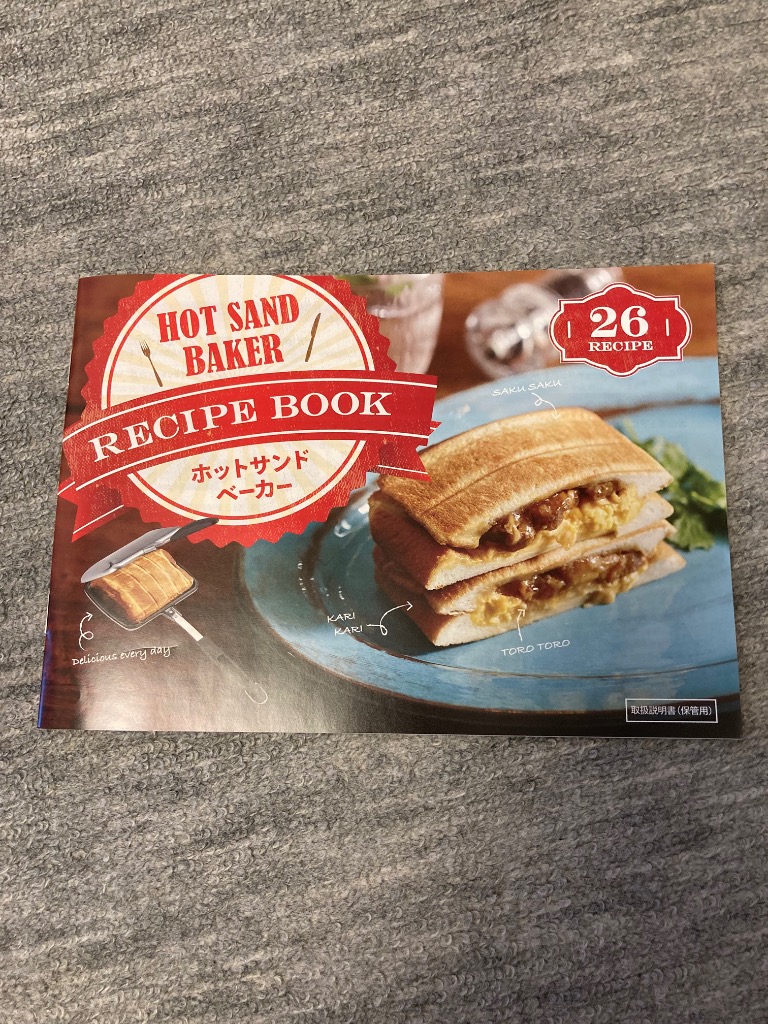 HOT SAND
BAKER
RECIPE BOOK
ホットサンド
ベーカー
26
RECIPE
SAKU SAKU
KARI
KARI
TORO TORO
Delicious every day
取扱説明書(保管用)